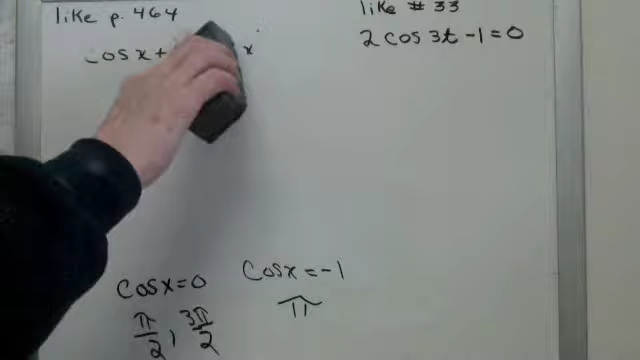 like p. 464
cos x +
x
cos x = 0
π/2, 3π/2
cos x = -1
π
like # 33
2 cos 3t - 1 = 0